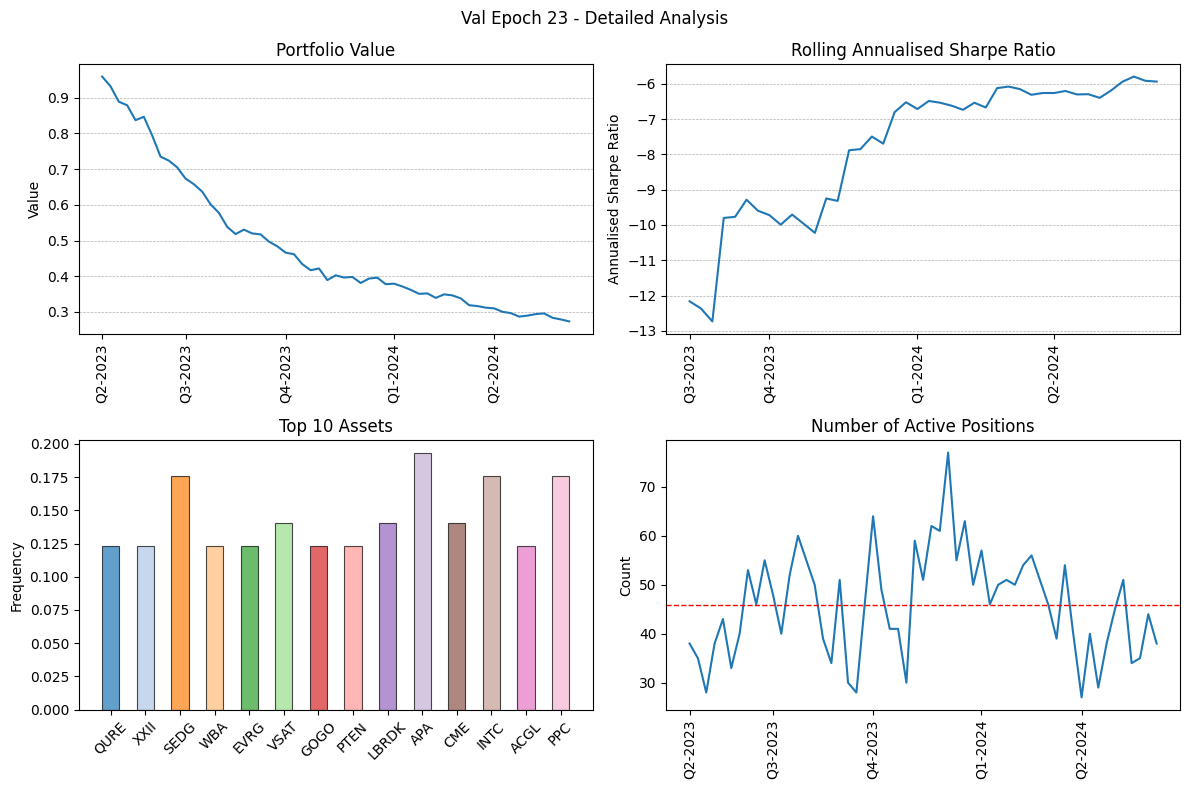 Val Epoch 23 - Detailed Analysis
Portfolio Value
Value
0.9
0.8
0.7
0.6
0.5
0.4
0.3
Q2-2023
Q3-2023
Q4-2023
Q1-2024
Q2-2024
Rolling Annualised Sharpe Ratio
Annualised Sharpe Ratio
−6
−7
−8
−9
−10
−11
−12
−13
Q3-2023
Q4-2023
Q1-2024
Q2-2024
Top 10 Assets
Frequency
0.200
0.175
0.150
0.125
0.100
0.075
0.050
0.025
0.000
QURE
XXII
SEDG
WBA
EVRG
VSAT
GOGO
PTEN
LBRDK
APA
CME
INTC
ACGL
PPC
Number of Active Positions
Count
70
60
50
40
30
Q2-2023
Q3-2023
Q4-2023
Q1-2024
Q2-2024